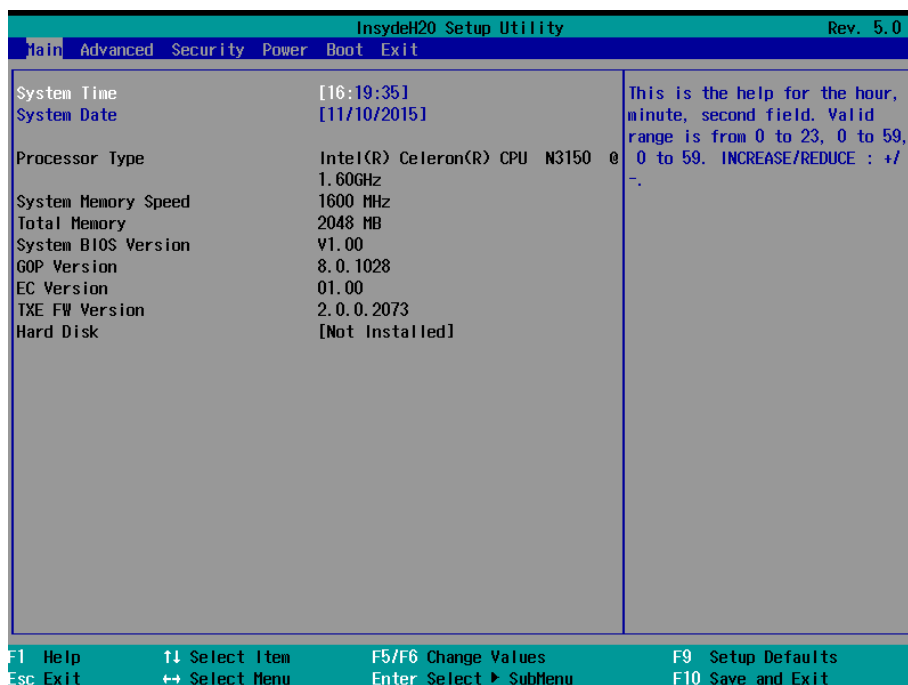 InsydeH2O Setup Utility Rev. 5.0
Main Advanced Security Power Boot Exit
System Time [16:19:35]
System Date [11/10/2015]
Processor Type Intel(R) Celeron(R) CPU N3150 @
1.60GHz
System Memory Speed 1600 MHz
Total Memory 2048 MB
System BIOS Version V1.00
GOP Version 8.0.1028
EC Version 01.00
TXE FW Version 2.0.0.2073
Hard Disk [Not Installed]
This is the help for the hour,
minute, second field. Valid
range is from 0 to 23, 0 to 59,
0 to 59. INCREASE/REDUCE : +/
-.
F1 Help ↑↓ Select Item F5/F6 Change Values F9 Setup Defaults
Esc Exit ↔ Select Menu Enter Select ▶ SubMenu F10 Save and Exit